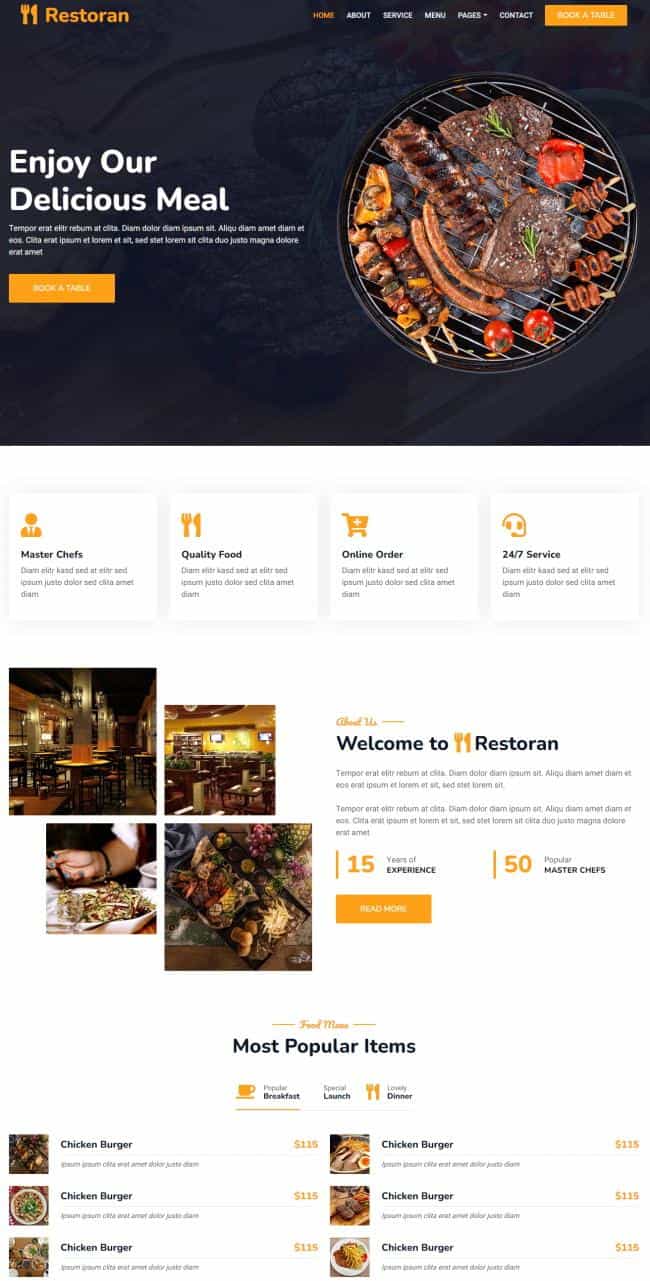 Restoran
HOME ABOUT SERVICE MENU PAGES CONTACT BOOK A TABLE
Enjoy Our
Delicious Meal
Tempor erat elitr rebum at clita. Diam dolor diam ipsum sit. Aliqu diam amet diam et
eos. Clita erat ipsum et lorem et sit, sed stet lorem sit clita duo justo magna dolore
erat amet
BOOK A TABLE
Master Chefs
Diam elitr kasd sed at elitr sed
ipsum justo dolor sed clita amet
diam
Quality Food
Diam elitr kasd sed at elitr sed
ipsum justo dolor sed clita amet
diam
Online Order
Diam elitr kasd sed at elitr sed
ipsum justo dolor sed clita amet
diam
24/7 Service
Diam elitr kasd sed at elitr sed
ipsum justo dolor sed clita amet
diam
About Us
Welcome to Restoran
Tempor erat elitr rebum at clita. Diam dolor diam ipsum sit. Aliqu diam amet diam et
eos erat ipsum et lorem et sit, sed stet lorem sit.
Tempor erat elitr rebum at clita. Diam dolor diam ipsum sit. Aliqu diam amet diam et
eos. Clita erat ipsum et lorem et sit, sed stet lorem sit clita duo justo magna dolore
erat amet
15 Years of
EXPERIENCE
50 Popular
MASTER CHEFS
READ MORE
Food Menu
Most Popular Items
Popular
Breakfast
Special
Launch
Lovely
Dinner
Chicken Burger $115
Ipsum ipsum clita erat amet dolor justo diam
Chicken Burger $115
Ipsum ipsum clita erat amet dolor justo diam
Chicken Burger $115
Ipsum ipsum clita erat amet dolor justo diam
Chicken Burger $115
Ipsum ipsum clita erat amet dolor justo diam
Chicken Burger $115
Ipsum ipsum clita erat amet dolor justo diam
Chicken Burger $115
Ipsum ipsum clita erat amet dolor justo diam